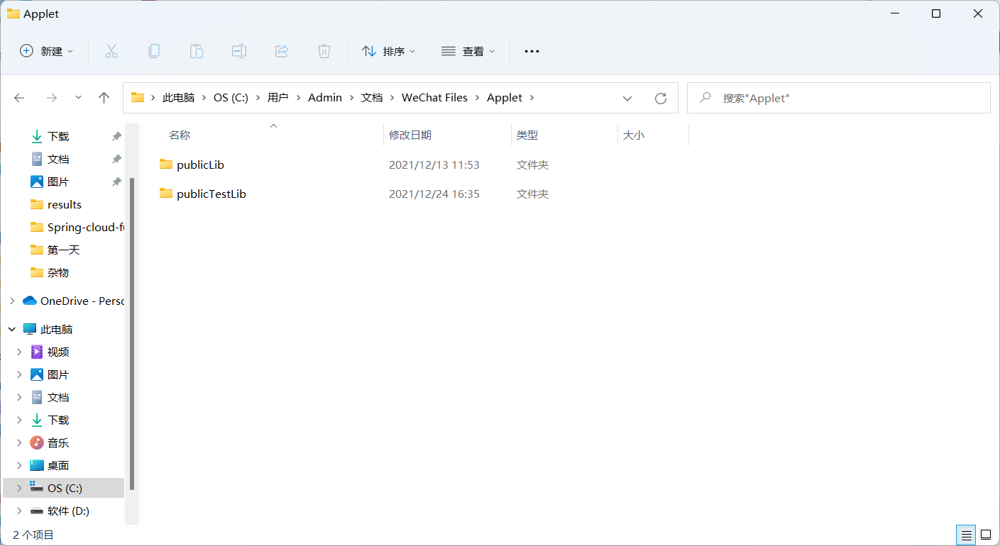 Applet
新建 排序 查看
此电脑 OS (C:) 用户 Admin 文档 WeChat Files Applet 搜索"Applet"
名称 修改日期 类型 大小
publicLib 2021/12/13 11:53 文件夹
publicTestLib 2021/12/24 16:35 文件夹
下载
文档
图片
results
Spring-cloud-fu
第一天
杂物
OneDrive - Perso
此电脑
视频
图片
文档
下载
音乐
桌面
OS (C:)
软件 (D:)
2 个项目